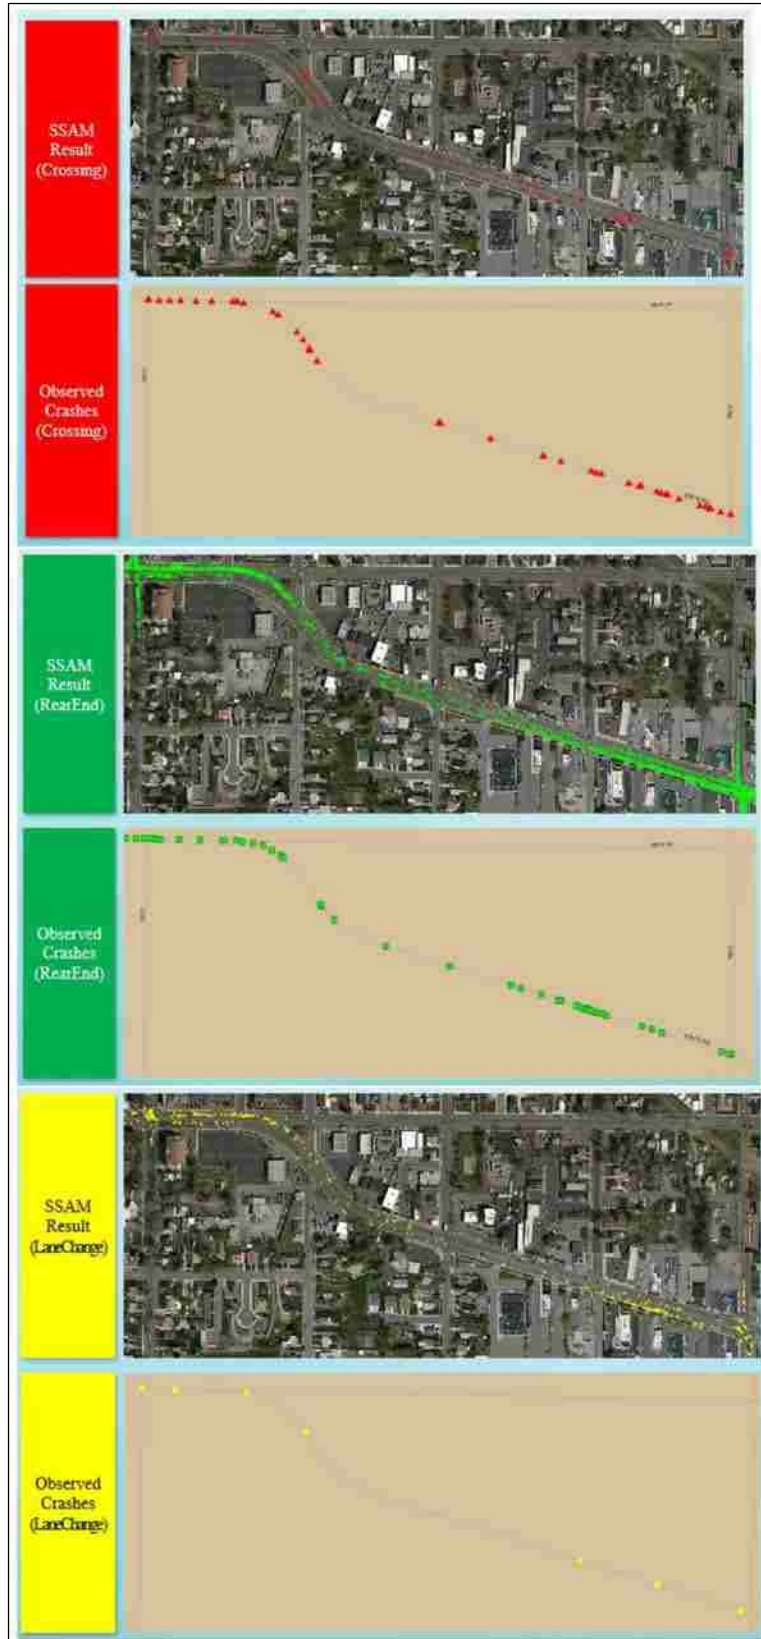 SSAM
Result
(Crossing)
Observed
Crashes
(Crossing)
SSAM
Result
(RearEnd)
Observed
Crashes
(RearEnd)
SSAM
Result
(LaneChange)
Observed
Crashes
(LaneChange)